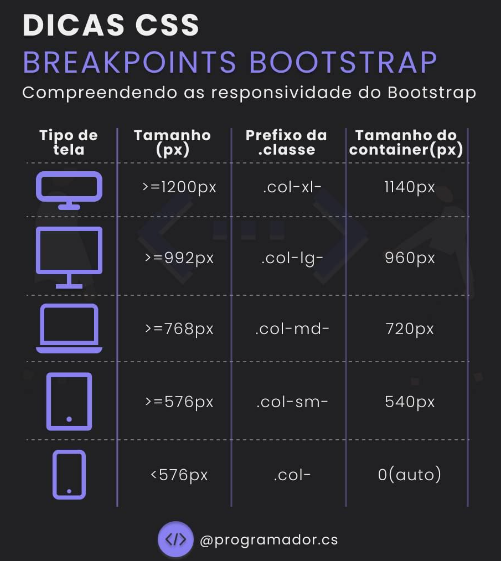 DICAS CSS
BREAKPOINTS BOOTSTRAP
Compreendendo as responsividade do Bootstrap
Tipo de tela Tamanho (px) Prefixo da .classe Tamanho do container(px)
>=1200px .col-xl- 1140px
>=992px .col-lg- 960px
>=768px .col-md- 720px
>=576px .col-sm- 540px
<576px .col- 0(auto)
</> @programador.cs